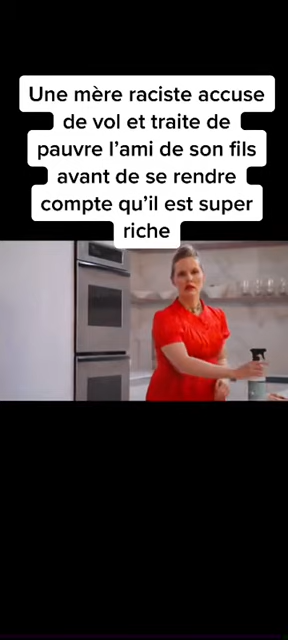 Une mère raciste accuse
de vol et traite de
pauvre l'ami de son fils
avant de se rendre
compte qu'il est super
riche